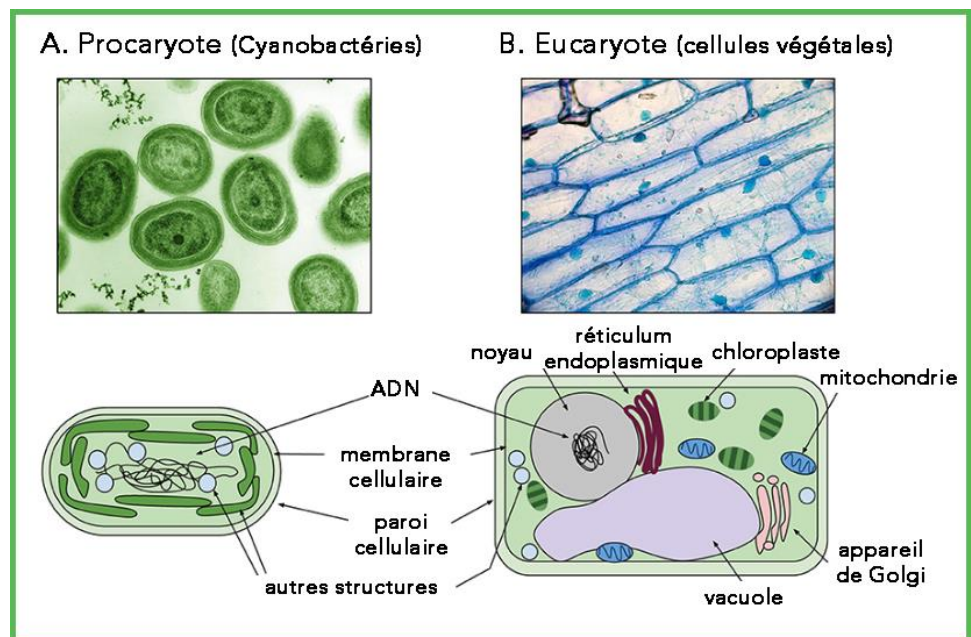 A. Procaryote (Cyanobactéries)
B. Eucaryote (cellules végétales)
noyau
réticulum
endoplasmique
chloroplaste
mitochondrie
ADN
membrane
cellulaire
paroi
cellulaire
autres structures
vacuole
appareil
de Golgi